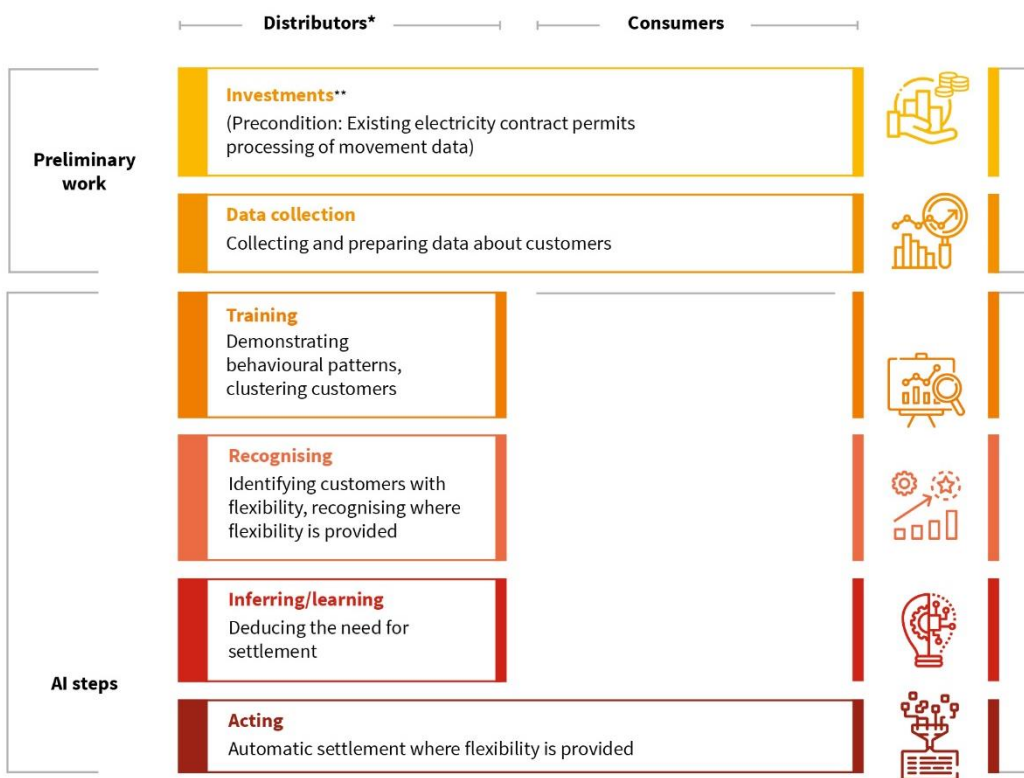 Distributors*
Consumers
Preliminary
work
Investments**
(Precondition: Existing electricity contract permits
processing of movement data)
Data collection
Collecting and preparing data about customers
AI steps
Training
Demonstrating
behavioural patterns,
clustering customers
Recognising
Identifying customers with
flexibility, recognising where
flexibility is provided
Inferring/learning
Deducing the need for
settlement
Acting
Automatic settlement where flexibility is provided